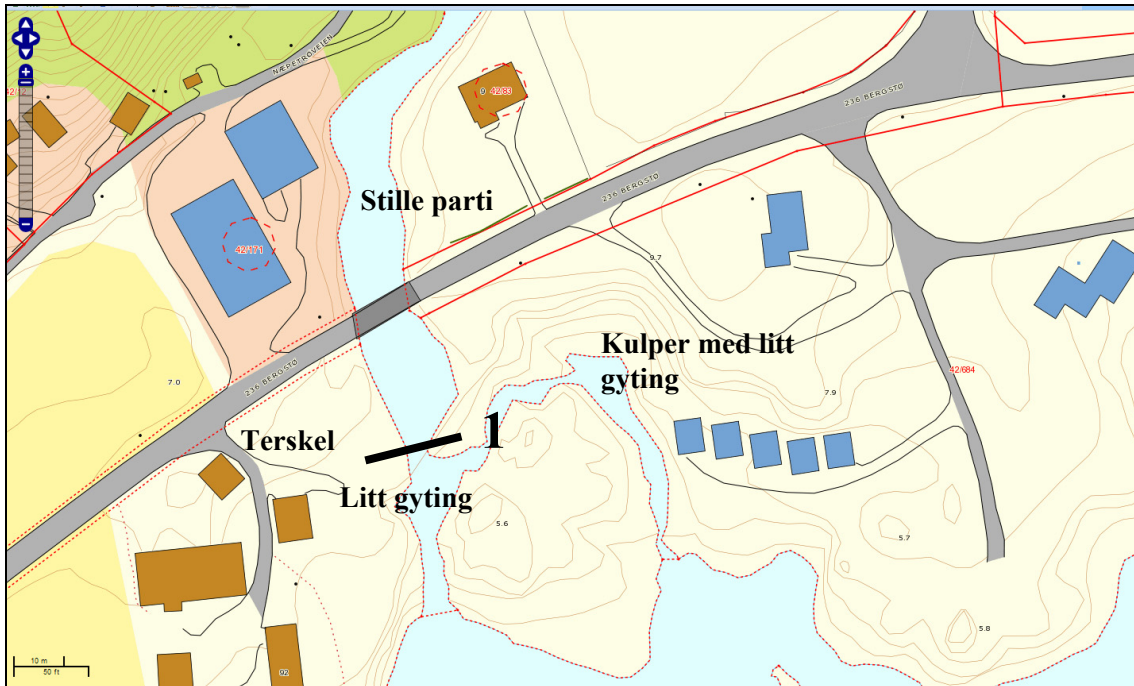 NÆPETRØVEIEN
9 42/83
236 BERGSTØ
Stille parti
236 BERGSTØ
42/171
9.7
Kulper med litt
gyting
7.0
236 BERGSTØ
42/684
7.9
1
Terskel
Litt gyting
5.6
5.7
5.8
10 m
50 ft
92